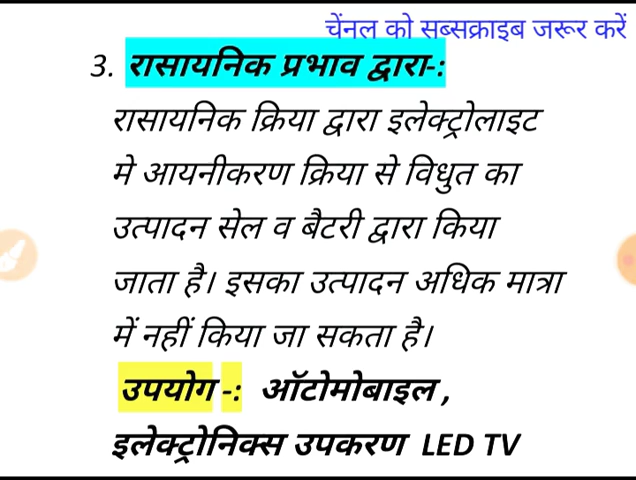 चेंनल को सब्सक्राइब जरूर करें
3. रासायनिक प्रभाव द्वारा-:
रासायनिक क्रिया द्वारा इलेक्ट्रोलाइट
मे आयनीकरण क्रिया से विधुत का
उत्पादन सेल व बैटरी द्वारा किया
जाता है। इसका उत्पादन अधिक मात्रा
में नहीं किया जा सकता है।
उपयोग -: ऑटोमोबाइल ,
इलेक्ट्रोनिक्स उपकरण LED TV